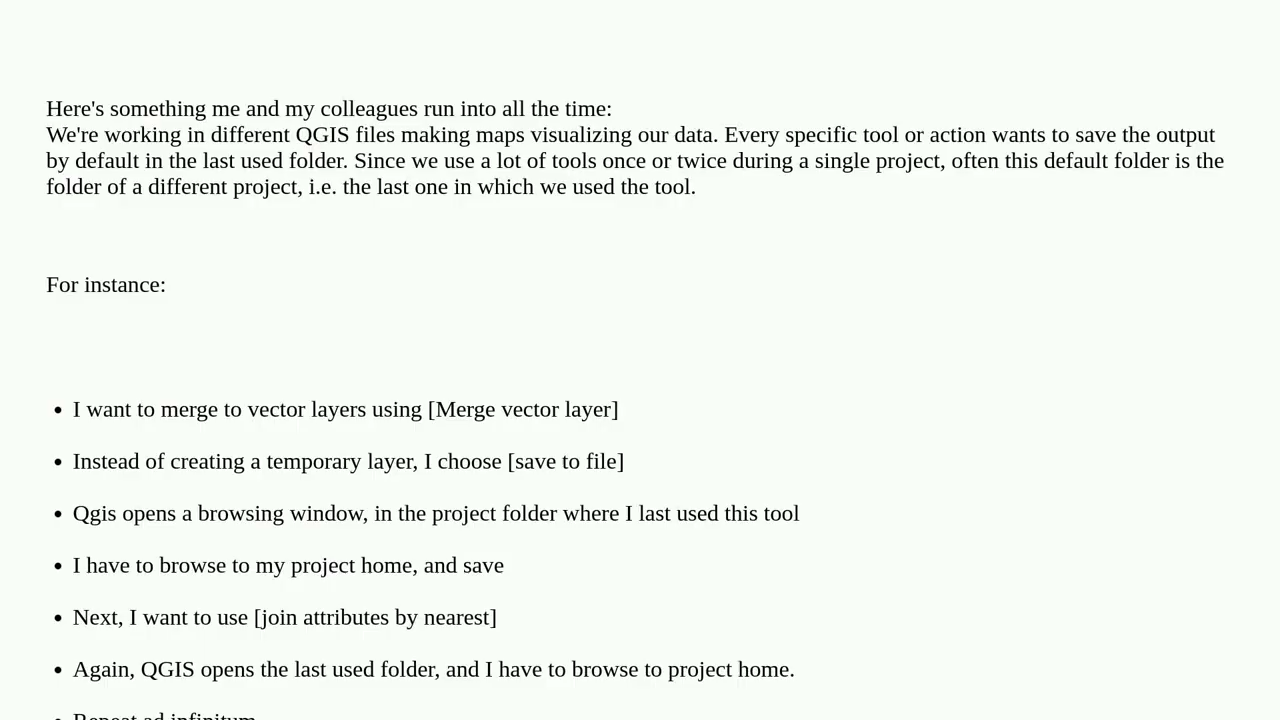 Here's something me and my colleagues run into all the time:
We're working in different QGIS files making maps visualizing our data. Every specific tool or action wants to save the output
by default in the last used folder. Since we use a lot of tools once or twice during a single project, often this default folder is the
folder of a different project, i.e. the last one in which we used the tool.
For instance:
• I want to merge to vector layers using [Merge vector layer]
• Instead of creating a temporary layer, I choose [save to file]
• Qgis opens a browsing window, in the project folder where I last used this tool
• I have to browse to my project home, and save
• Next, I want to use [join attributes by nearest]
• Again, QGIS opens the last used folder, and I have to browse to project home.
• Repeat ad infinitum